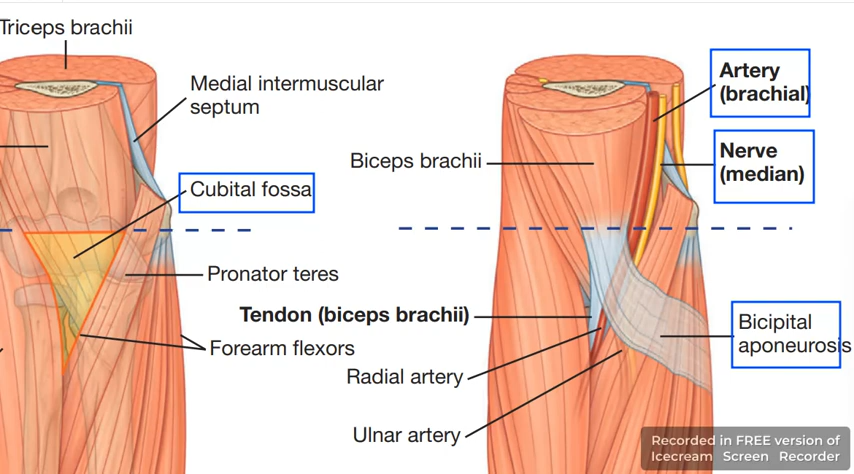 Triceps brachii
Medial intermuscular
septum
Cubital fossa
Pronator teres
Forearm flexors
Artery
(brachial)
Nerve
(median)
Biceps brachii
Tendon (biceps brachii)
Bicipital
aponeurosis
Radial artery
Ulnar artery
Recorded in FREE version of
Icecream Screen Recorder